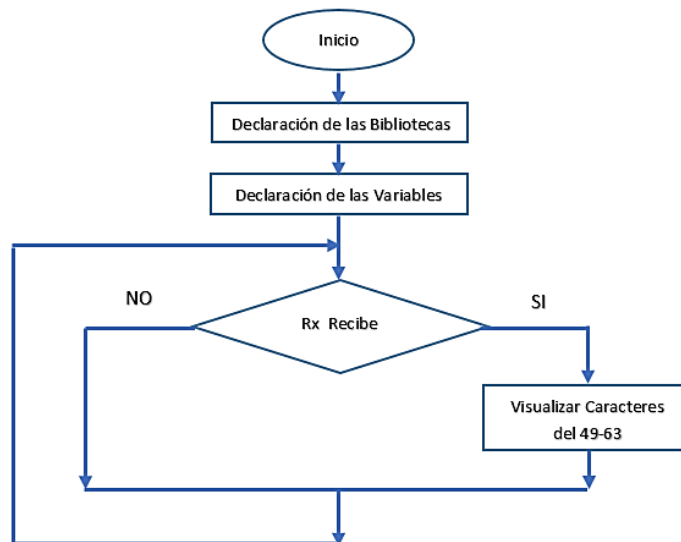 Inicio
Declaración de las Bibliotecas
Declaración de las Variables
NO
SI
Rx Recibe
Visualizar Caracteres
del 49-63